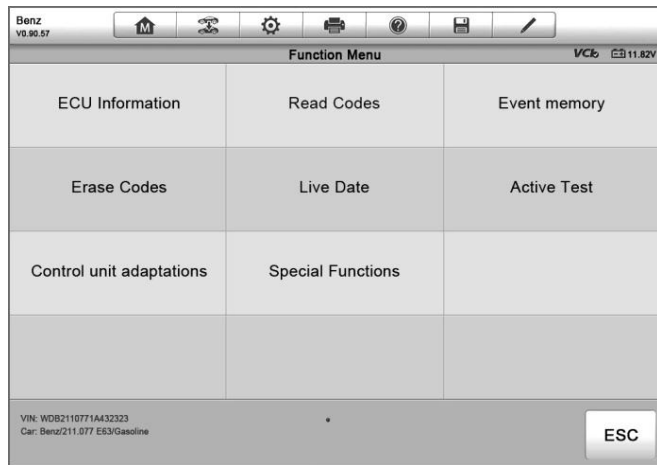 Benz
V0.90.57
M
?
Function Menu
VCI
11.82V
ECU Information
Read Codes
Event memory
Erase Codes
Live Date
Active Test
Control unit adaptations
Special Functions
VIN: WDB2110771A432323
Car: Benz/211.077 E63/Gasoline
ESC